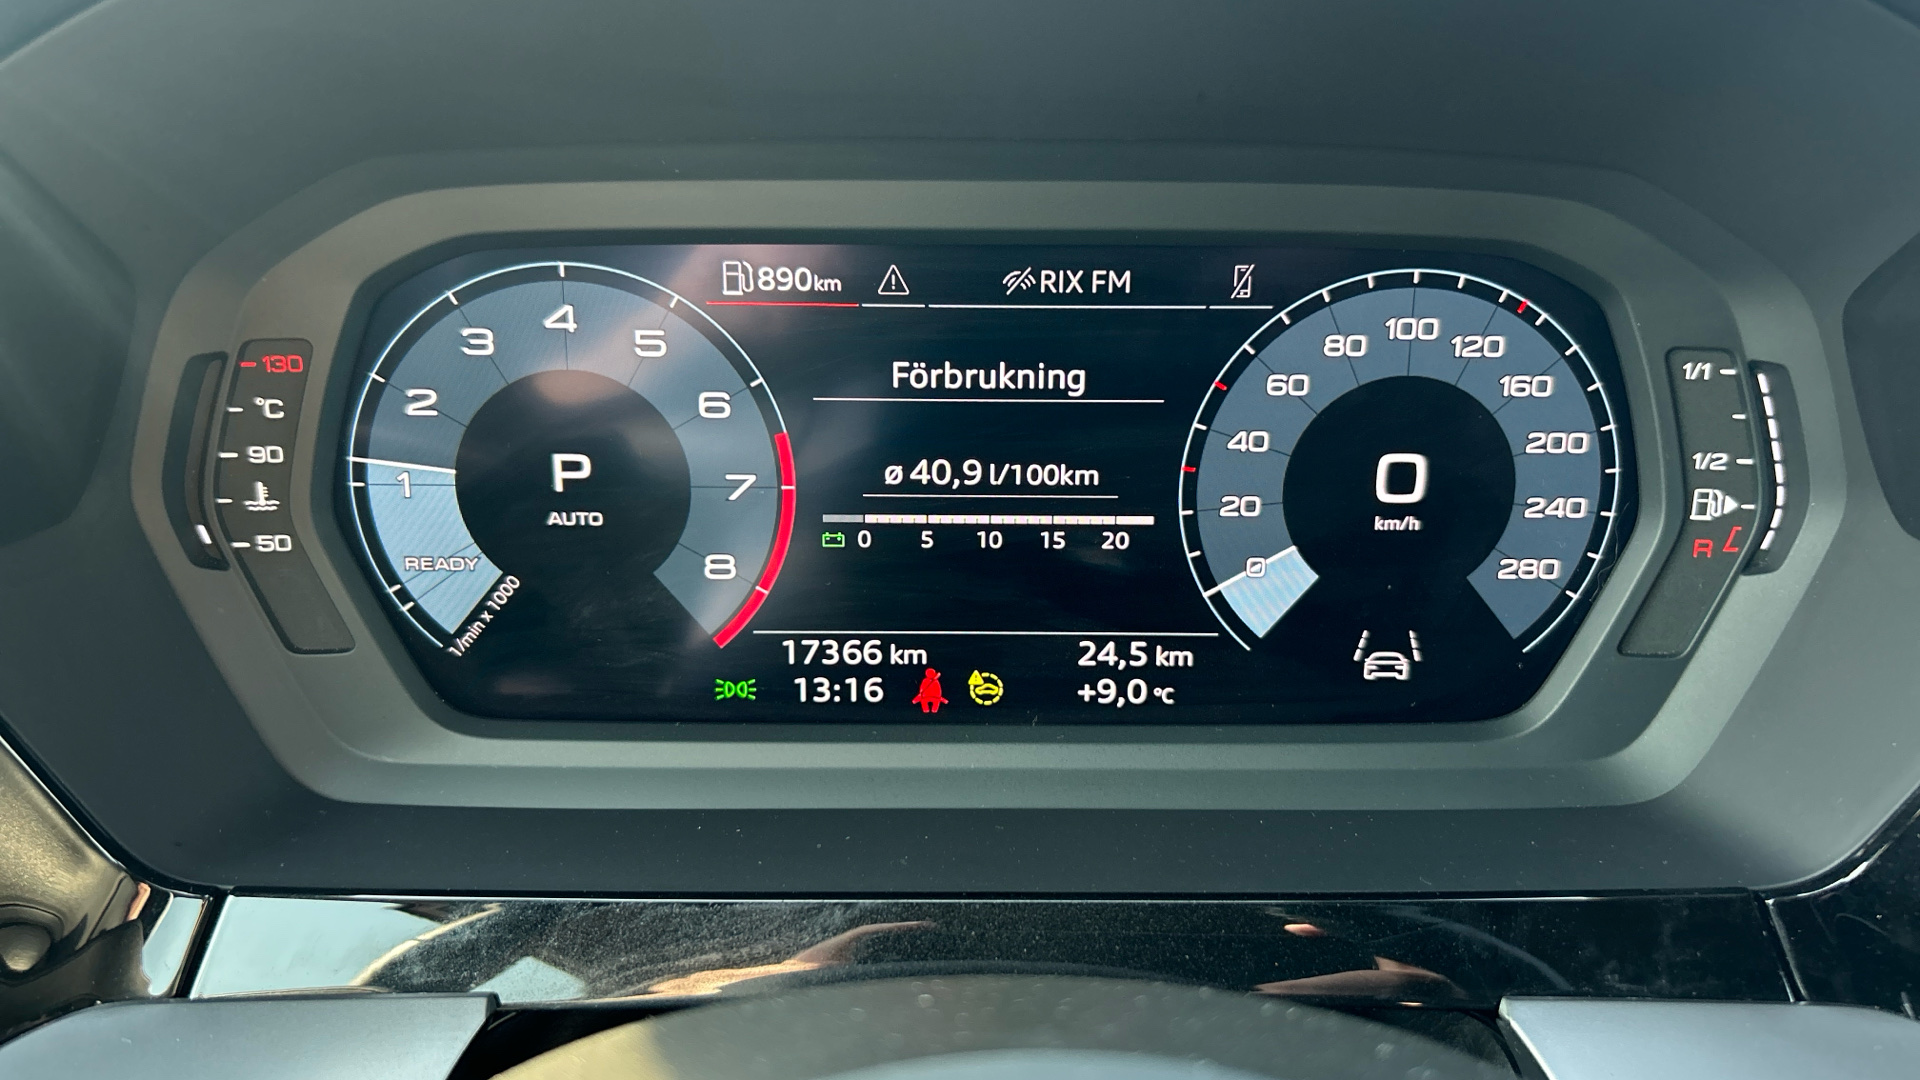 890 km
RIX FM
Förbrukning
ø 40,9 l/100km
0 5 10 15 20
17366 km
24,5 km
13:16
+9,0 °C
1 2 3 4 5 6 7 8
P
AUTO
READY
1/min x 1000
0 20 40 60 80 100 120 160 200 240 280
0
km/h
130
°C
90
50
1/1
1/2
R